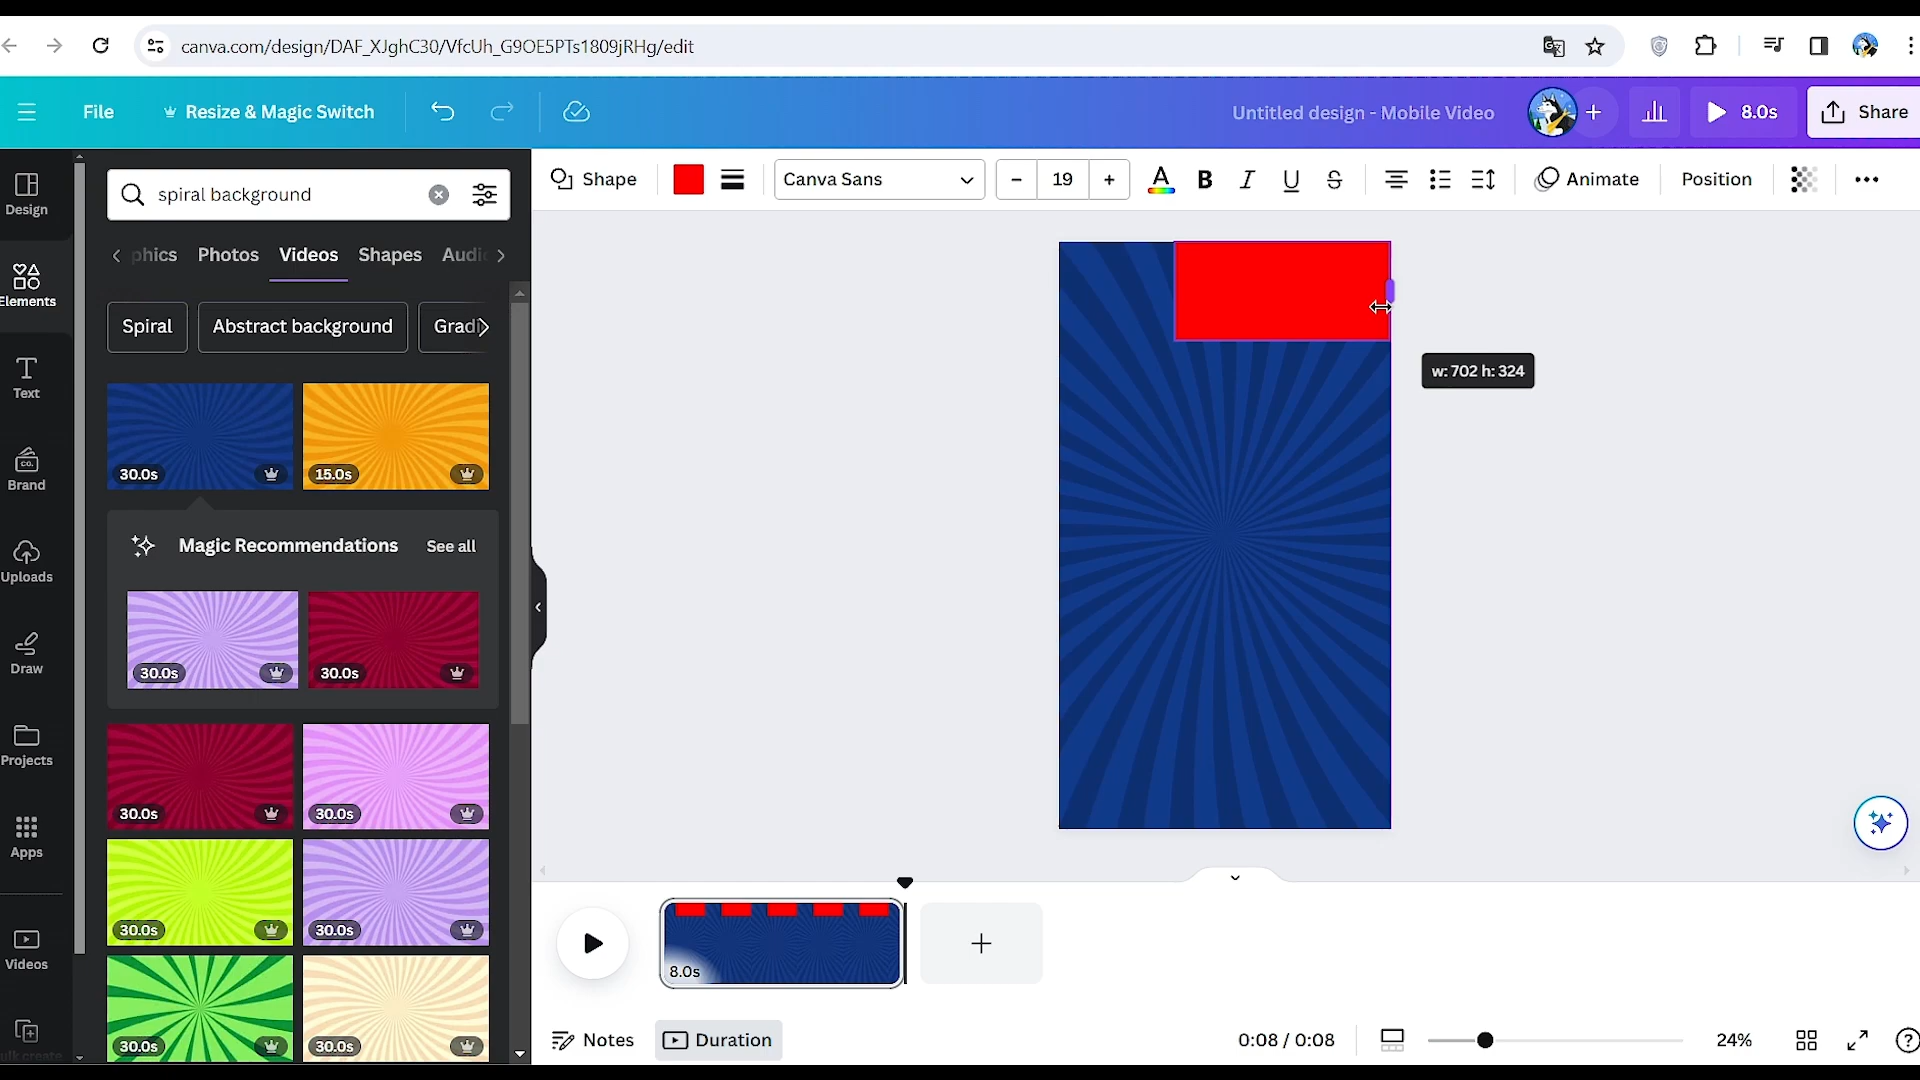 canva.com/design/DAF_XJghC30/VfcUh_G9OE5PTs1809jRHg/edit
File
Resize & Magic Switch
Untitled design - Mobile Video
8.0s
Share
Design
Elements
Text
Brand
Uploads
Draw
Projects
Apps
Videos
spiral background
phics Photos Videos Shapes Audi
Spiral
Abstract background
Gradi
30.0s
15.0s
Magic Recommendations
See all
30.0s
30.0s
30.0s
30.0s
30.0s
30.0s
30.0s
30.0s
Shape
Canva Sans
- 19 +
A B I U S
Animate
Position
w: 702 h: 324
8.0s
Notes
Duration
0:08 / 0:08
24%